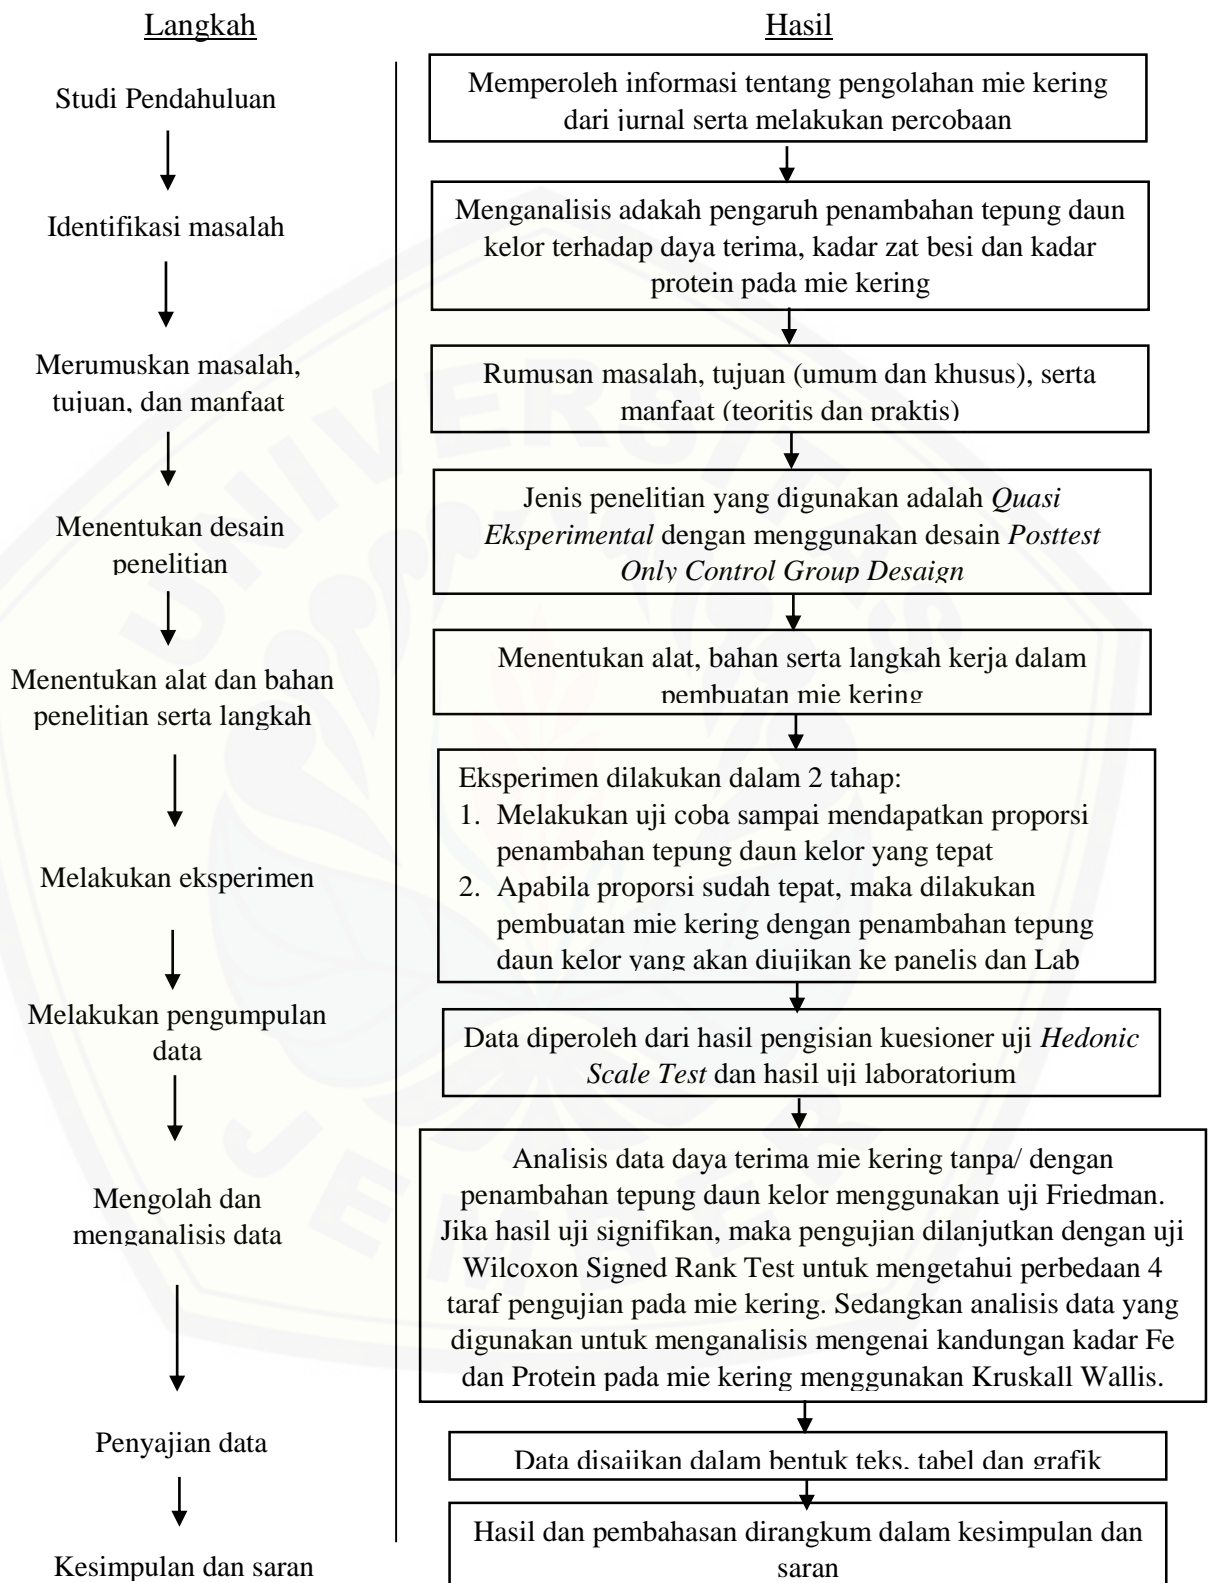 Langkah
Hasil
Studi Pendahuluan
Memperoleh informasi tentang pengolahan mie kering
dari jurnal serta melakukan percobaan
Identifikasi masalah
Menganalisis adakah pengaruh penambahan tepung daun
kelor terhadap daya terima, kadar zat besi dan kadar
protein pada mie kering
Merumuskan masalah,
tujuan, dan manfaat
Rumusan masalah, tujuan (umum dan khusus), serta
manfaat (teoritis dan praktis)
Menentukan desain
penelitian
Jenis penelitian yang digunakan adalah Quasi
Eksperimental dengan menggunakan desain Posttest
Only Control Group Desaign
Menentukan alat dan bahan
penelitian serta langkah
Menentukan alat, bahan serta langkah kerja dalam
pembuatan mie kering
Melakukan eksperimen
Eksperimen dilakukan dalam 2 tahap:
1. Melakukan uji coba sampai mendapatkan proporsi
penambahan tepung daun kelor yang tepat
2. Apabila proporsi sudah tepat, maka dilakukan
pembuatan mie kering dengan penambahan tepung
daun kelor yang akan diujikan ke panelis dan Lab
Melakukan pengumpulan
data
Data diperoleh dari hasil pengisian kuesioner uji Hedonic
Scale Test dan hasil uji laboratorium
Mengolah dan
menganalisis data
Analisis data daya terima mie kering tanpa/ dengan
penambahan tepung daun kelor menggunakan uji Friedman.
Jika hasil uji signifikan, maka pengujian dilanjutkan dengan uji
Wilcoxon Signed Rank Test untuk mengetahui perbedaan 4
taraf pengujian pada mie kering. Sedangkan analisis data yang
digunakan untuk menganalisis mengenai kandungan kadar Fe
dan Protein pada mie kering menggunakan Kruskall Wallis.
Penyajian data
Data disajikan dalam bentuk teks, tabel dan grafik
Kesimpulan dan saran
Hasil dan pembahasan dirangkum dalam kesimpulan dan
saran
UNIVERSITAS
JEMBER